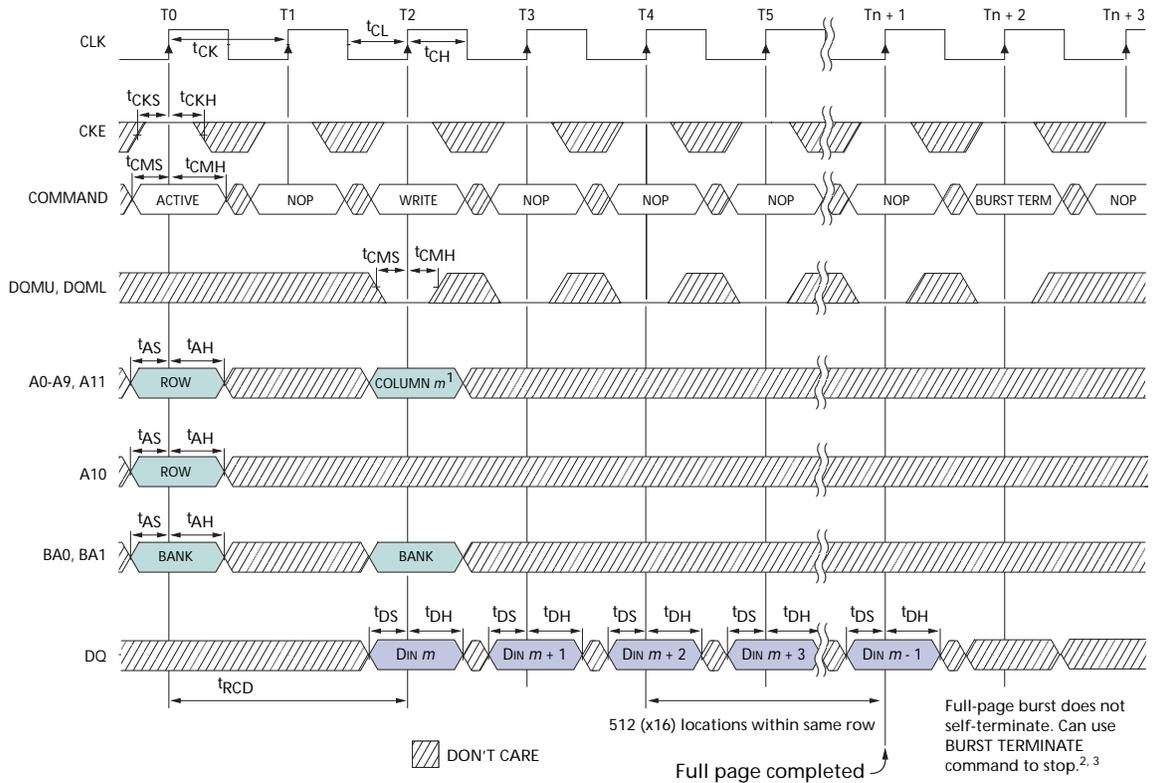 T0 T1 T2 T3 T4 T5 Tn + 1 Tn + 2 Tn + 3
CLK
tCK tCL tCH
tCKS tCKH
CKE
tCMS tCMH
COMMAND ACTIVE NOP WRITE NOP NOP NOP NOP BURST TERM NOP
tCMS tCMH
DQMU, DQML
tAS tAH
A0-A9, A11 ROW COLUMN m1
tAS tAH
A10 ROW
tAS tAH
BA0, BA1 BANK BANK
tDS tDH tDS tDH tDS tDH tDS tDH tDS tDH
DQ DIN m DIN m + 1 DIN m + 2 DIN m + 3 DIN m - 1
tRCD
512 (x16) locations within same row
Full-page burst does not
self-terminate. Can use
BURST TERMINATE
command to stop.2, 3
DON'T CARE
Full page completed